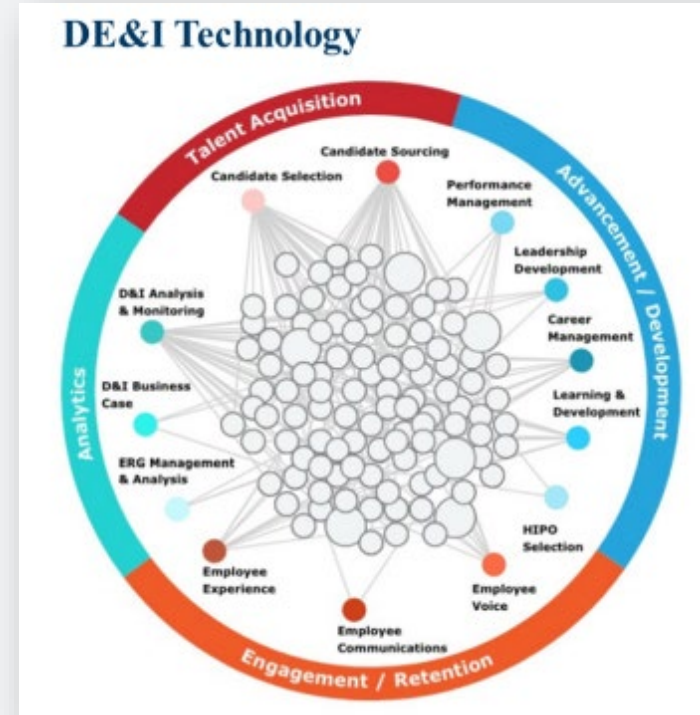 DE&I Technology
Talent Acquisition
Candidate Sourcing
Candidate Selection
Performance
Management
Advancement / Development
Leadership
Development
D&I Analysis
& Monitoring
Career
Management
Analytics
D&I Business
Case
Learning &
Development
ERG Management
& Analysis
HIPO
Selection
Employee
Experience
Employee
Voice
Employee
Communications
Engagement / Retention